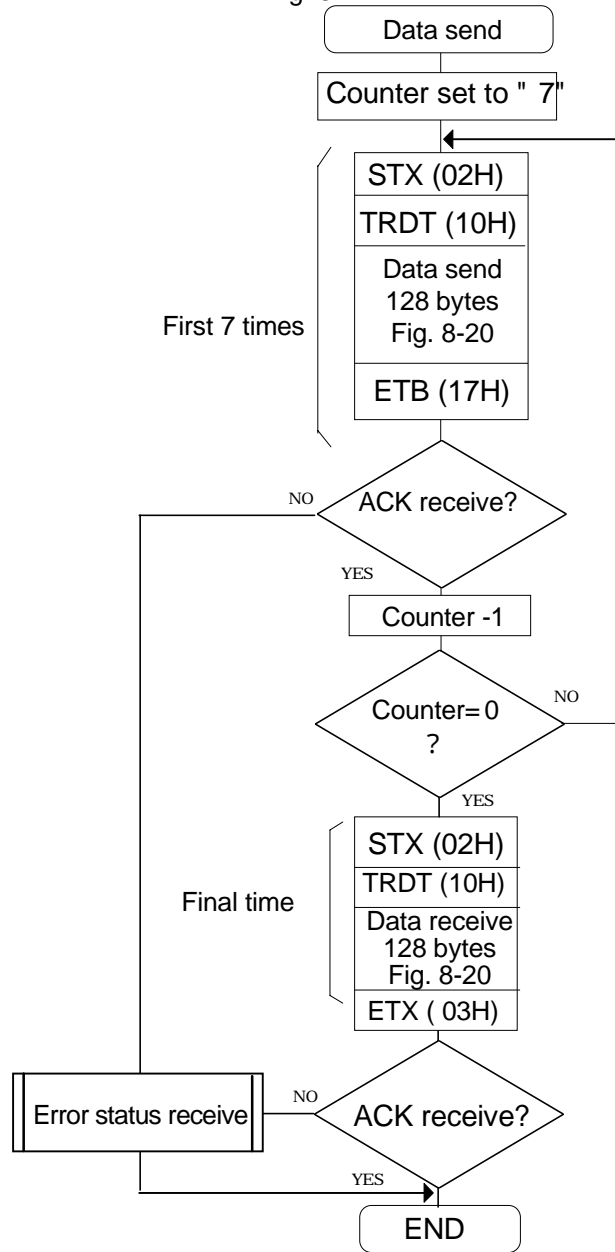 Data send
Counter set to " 7"
STX (02H)
TRDT (10H)
Data send
128 bytes
Fig. 8-20
First 7 times
ETB (17H)
NO
ACK receive?
YES
Counter -1
Counter= 0
?
NO
YES
STX (02H)
TRDT (10H)
Final time
Data receive
128 bytes
Fig. 8-20
ETX ( 03H)
Error status receive
NO
ACK receive?
YES
END